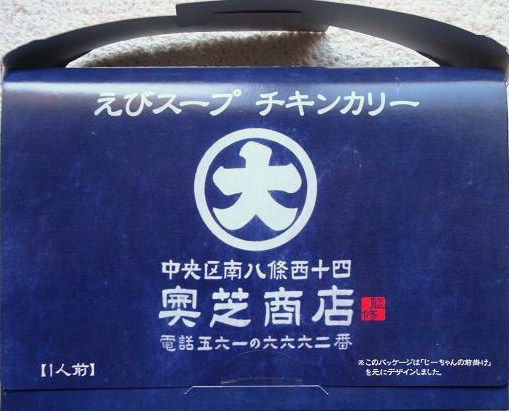 えびスープ チキンカリー
大
中央区南八條西十四
奥芝商店 監修
電話五六一の六六六二番
【1人前】
※このパッケージは「じーちゃんの前掛け」
を元にデザインしました。